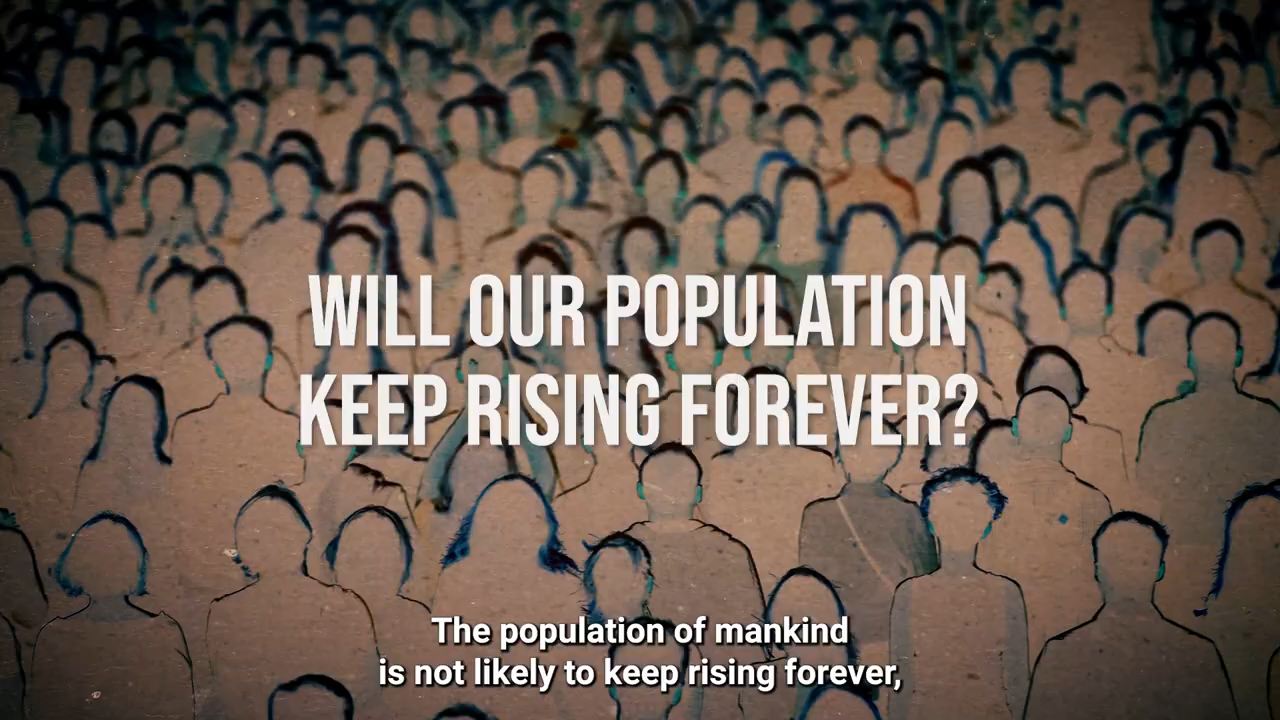 WILL OUR POPULATION
KEEP RISING FOREVER?
The population of mankind
is not likely to keep rising forever,